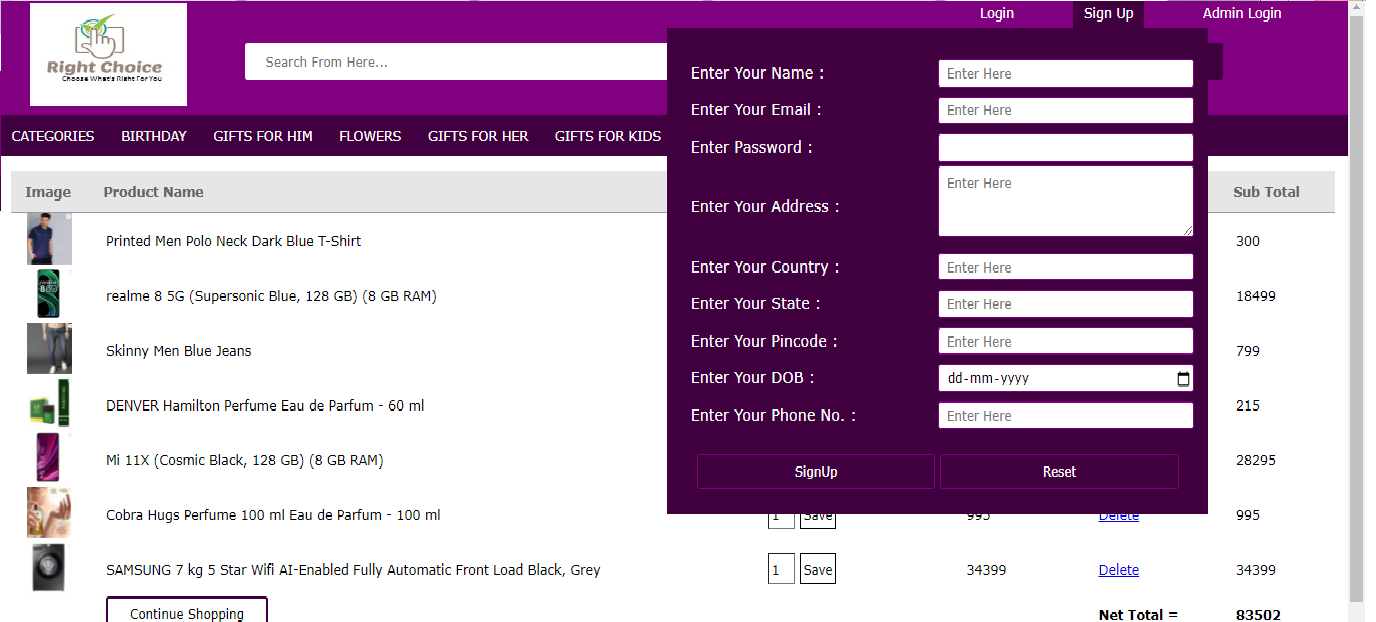 Login Sign Up Admin Login
Right Choice
Choose What's Right For You
Search From Here...
CATEGORIES BIRTHDAY GIFTS FOR HIM FLOWERS GIFTS FOR HER GIFTS FOR KIDS
Enter Your Name : Enter Here
Enter Your Email : Enter Here
Enter Password :
Enter Your Address : Enter Here
Enter Your Country : Enter Here
Enter Your State : Enter Here
Enter Your Pincode : Enter Here
Enter Your DOB : dd-mm-yyyy
Enter Your Phone No. : Enter Here
SignUp Reset
Image Product Name Sub Total
Printed Men Polo Neck Dark Blue T-Shirt 300
realme 8 5G (Supersonic Blue, 128 GB) (8 GB RAM) 18499
Skinny Men Blue Jeans 799
DENVER Hamilton Perfume Eau de Parfum - 60 ml 215
Mi 11X (Cosmic Black, 128 GB) (8 GB RAM) 28295
Cobra Hugs Perfume 100 ml Eau de Parfum - 100 ml 1 Save 995 Delete 995
SAMSUNG 7 kg 5 Star Wifi AI-Enabled Fully Automatic Front Load Black, Grey 1 Save 34399 Delete 34399
Continue Shopping Net Total = 83502